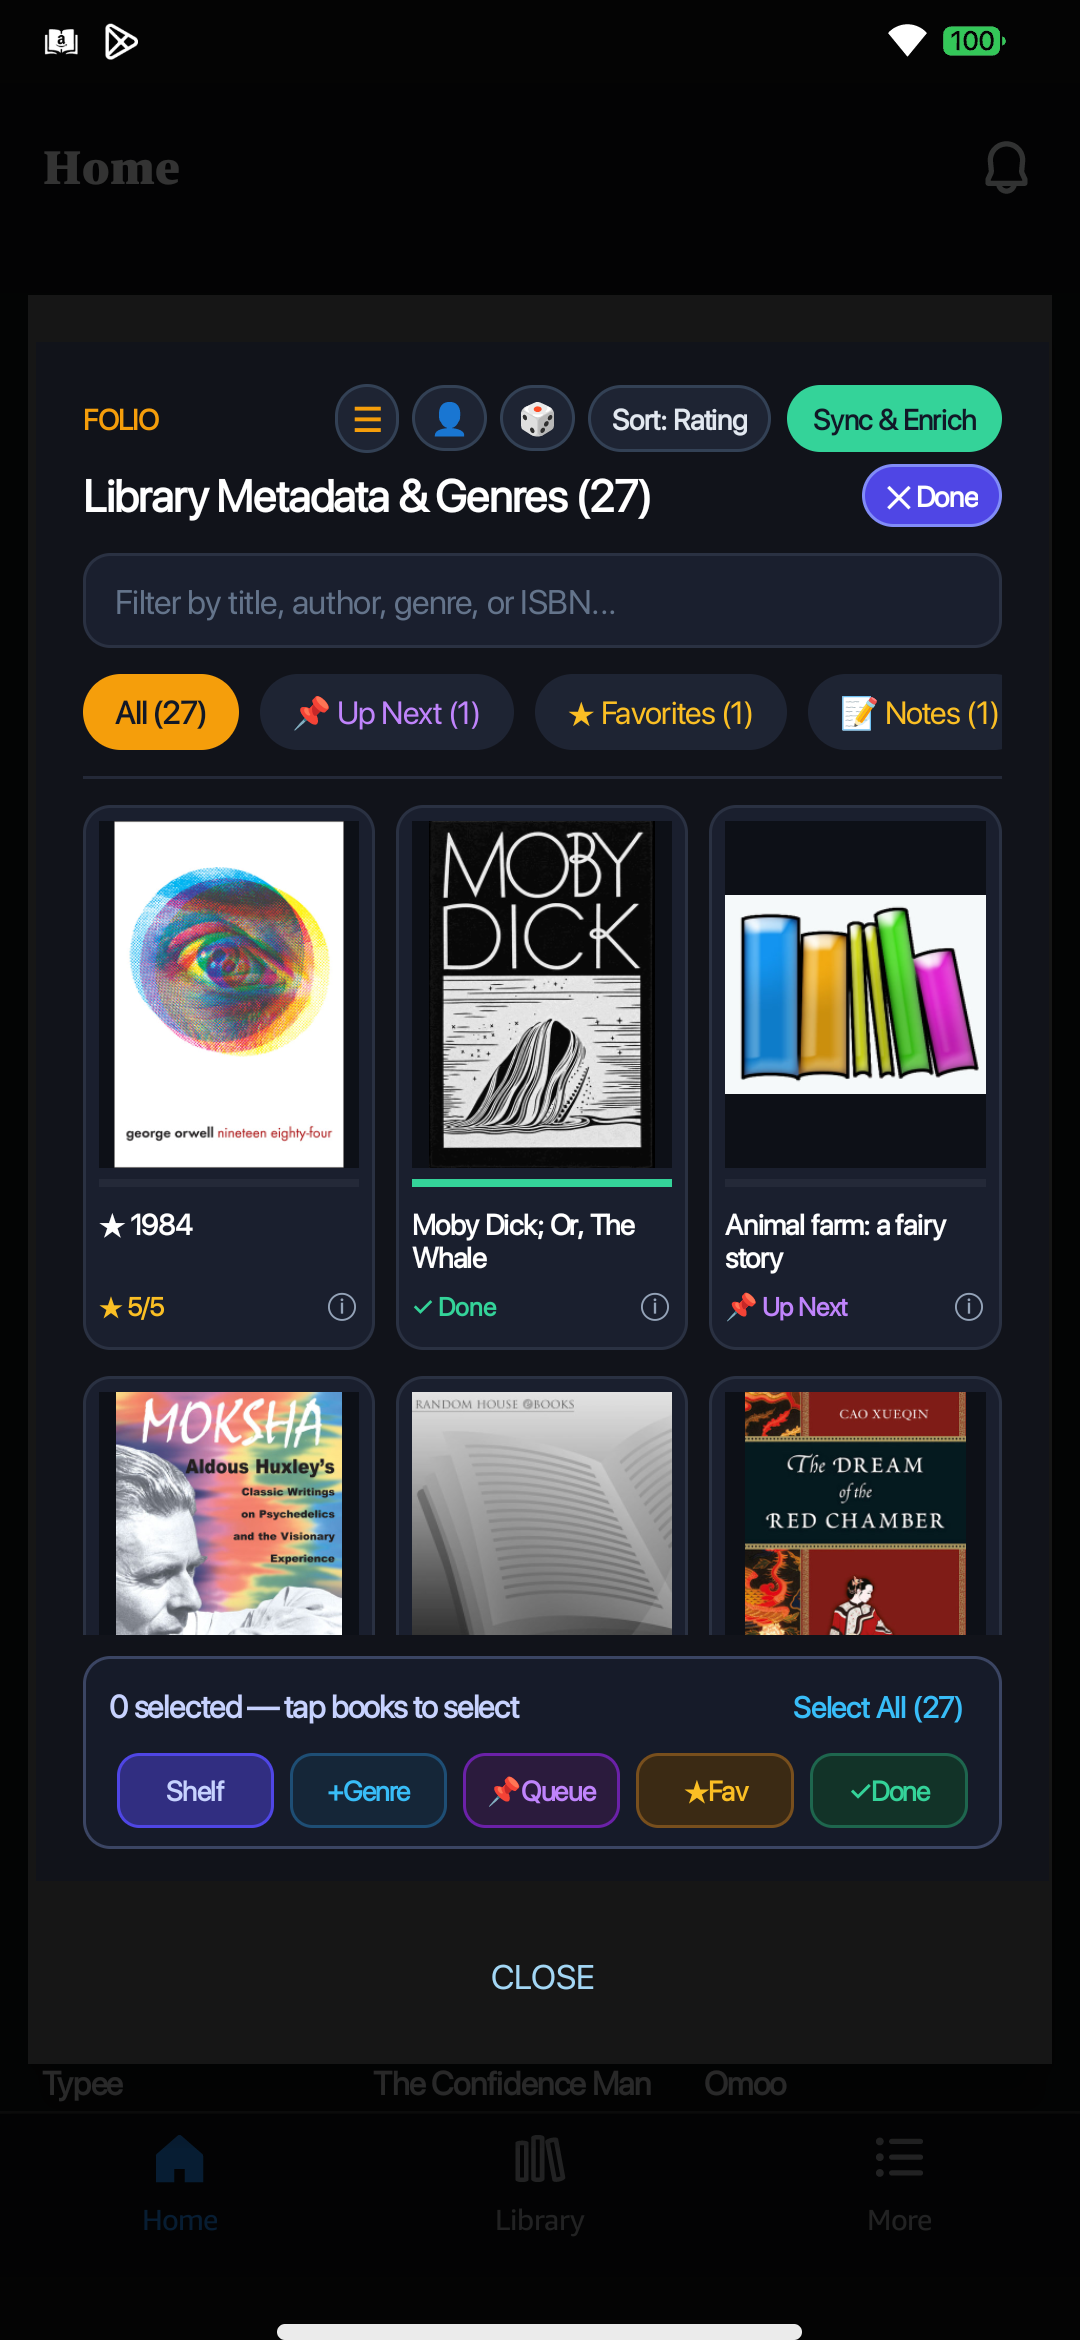 100
Home
FOLIO
Sort: Rating
Sync & Enrich
Library Metadata & Genres (27)
Done
Filter by title, author, genre, or ISBN...
All (27)
Up Next (1)
★ Favorites (1)
Notes (1)
MOBY
DICK
george orwell nineteen eighty-four
★ 1984
Moby Dick; Or, The
Whale
Animal farm: a fairy
story
★ 5/5
✓ Done
Up Next
MOKSHA
Aldous Huxley's
Classic Writings
on Psychedelics
and the Visionary
Experience
RANDOM HOUSE @BOOKS
CAO XUEQIN
The DREAM
of the
RED CHAMBER
0 selected — tap books to select
Select All (27)
Shelf
+Genre
Queue
★Fav
✓Done
CLOSE
Typee
The Confidence Man
Omoo
Home
Library
More